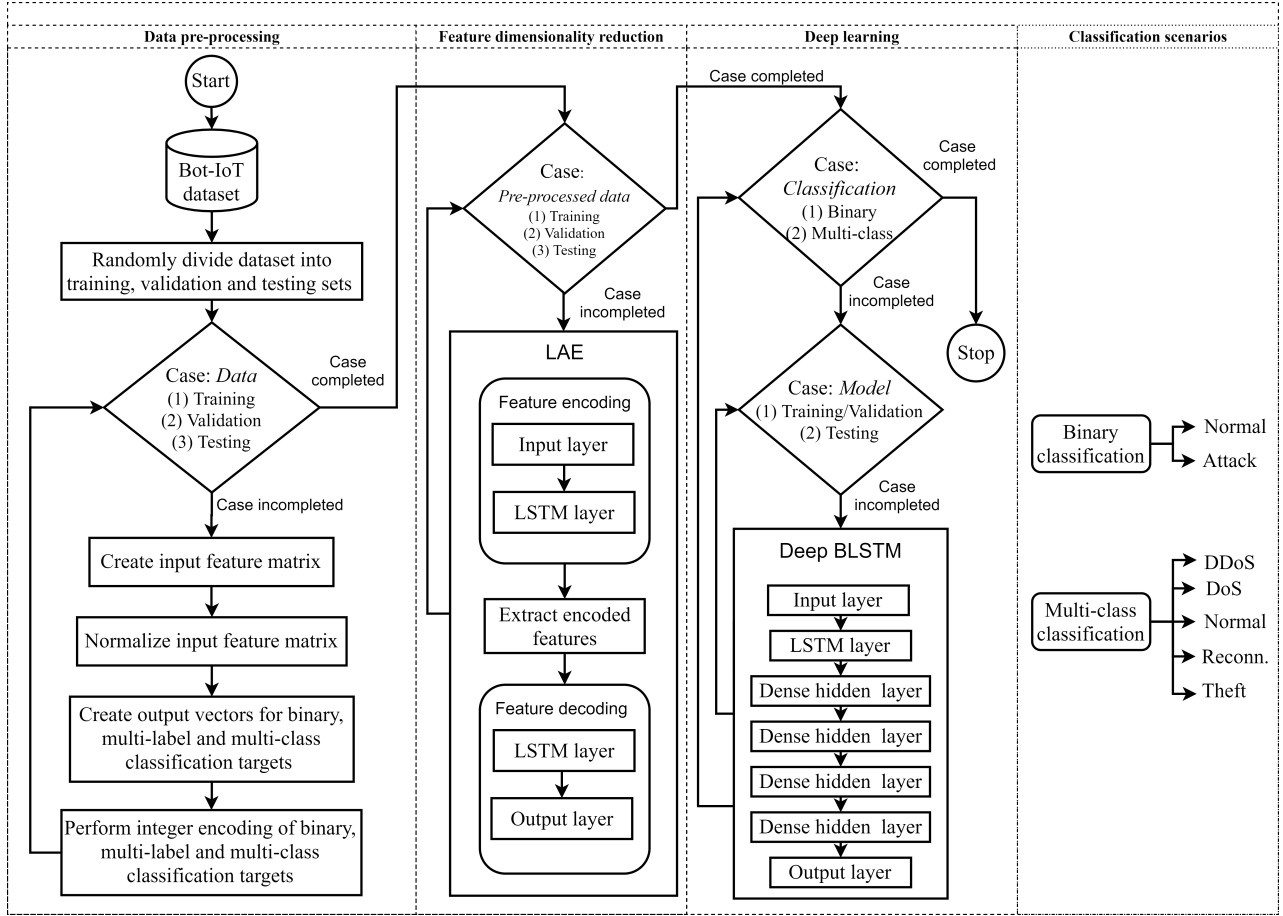 Data pre-processing
Start
Bot-IoT
dataset
Randomly divide dataset into
training, validation and testing sets
Case: Data
(1) Training
(2) Validation
(3) Testing
Case
completed
Case incompleted
Create input feature matrix
Normalize input feature matrix
Create output vectors for binary,
multi-label and multi-class
classification targets
Perform integer encoding of binary,
multi-label and multi-class
classification targets
Feature dimensionality reduction
Case:
Pre-processed data
(1) Training
(2) Validation
(3) Testing
Case
incompleted
LAE
Feature encoding
Input layer
LSTM layer
Extract encoded
features
Feature decoding
LSTM layer
Output layer
Deep learning
Case completed
Case:
Classification
(1) Binary
(2) Multi-class
Case
completed
Case
incompleted
Stop
Case: Model
(1) Training/Validation
(2) Testing
Case
incompleted
Deep BLSTM
Input layer
LSTM layer
Dense hidden layer
Dense hidden layer
Dense hidden layer
Dense hidden layer
Output layer
Classification scenarios
Binary
classification
Normal
Attack
Multi-class
classification
DDoS
DoS
Normal
Reconn.
Theft